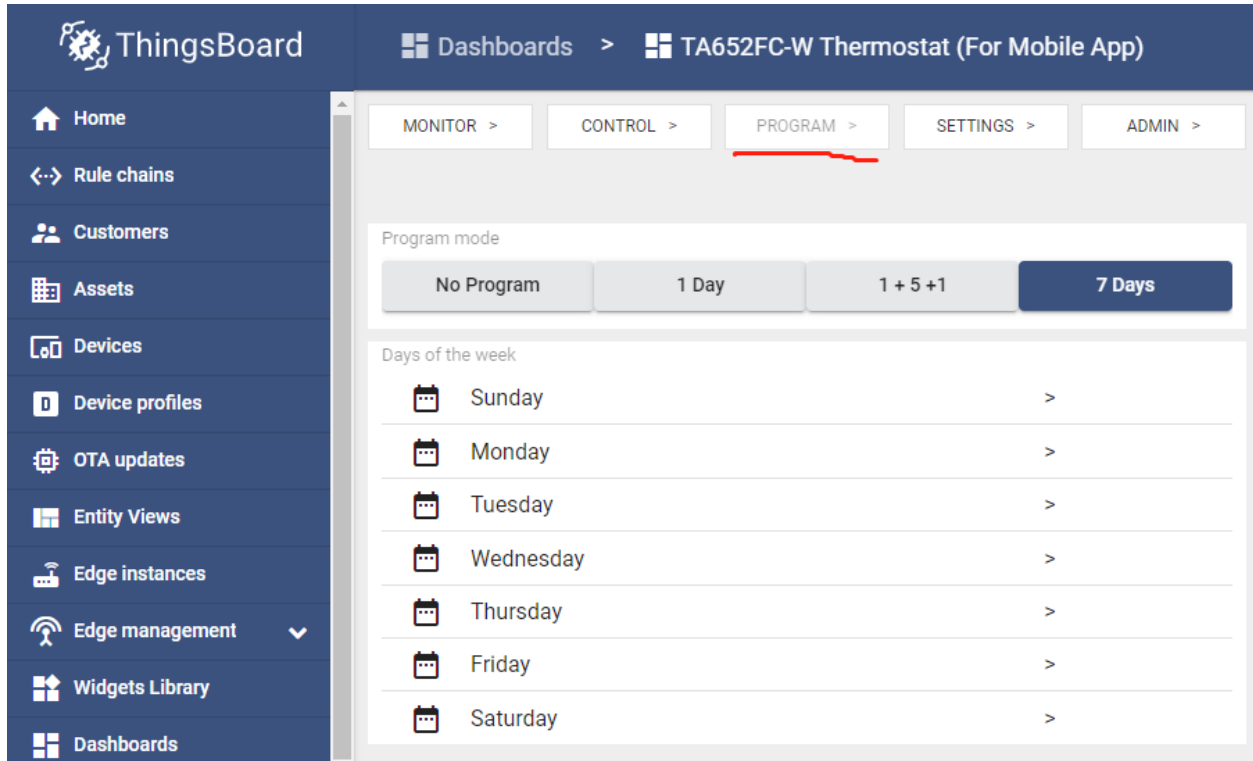 ThingsBoard
Dashboards > TA652FC-W Thermostat (For Mobile App)
Home
Rule chains
Customers
Assets
Devices
D Device profiles
OTA updates
Entity Views
Edge instances
Edge management
Widgets Library
Dashboards
MONITOR > CONTROL > PROGRAM > SETTINGS > ADMIN >
Program mode
No Program 1 Day 1 + 5 +1 7 Days
Days of the week
Sunday >
Monday >
Tuesday >
Wednesday >
Thursday >
Friday >
Saturday >